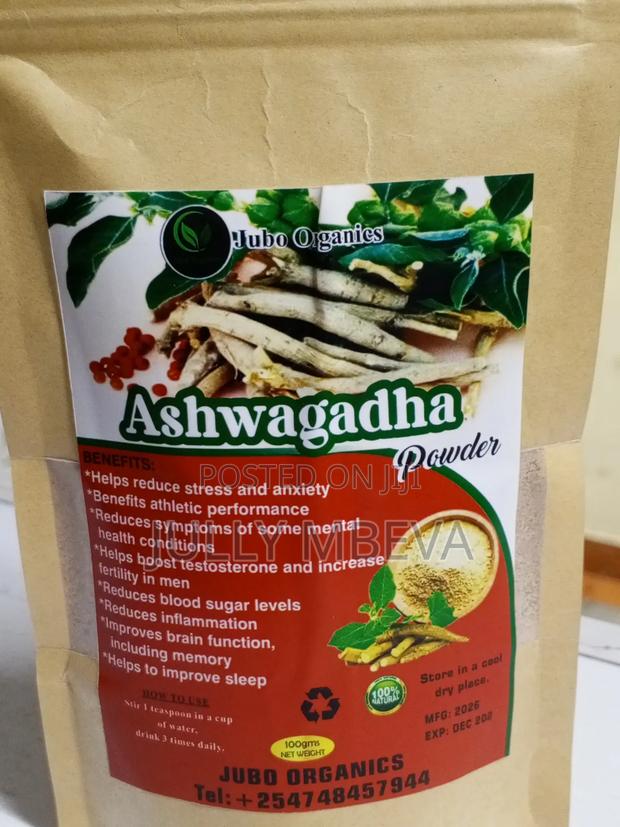 Jubo Organics
Ashwagadha
Powder
BENEFITS:
*Helps reduce stress and anxiety
*Benefits athletic performance
*Reduces symptoms of some mental
health conditions
*Helps boost testosterone and increase
fertility in men
*Reduces blood sugar levels
*Reduces inflammation
*Improves brain function,
including memory
*Helps to improve sleep
POSTED ON JIJI
JULLY MBEVA
HOW TO USE
Stir 1 teaspoon in a cup
of water,
drink 3 times daily.
100%
NATURAL
Store in a cool
dry place.
MFG: 2026
EXP: DEC 202
100gms
NET WEIGHT
JUBO ORGANICS
Tel:+254748457944